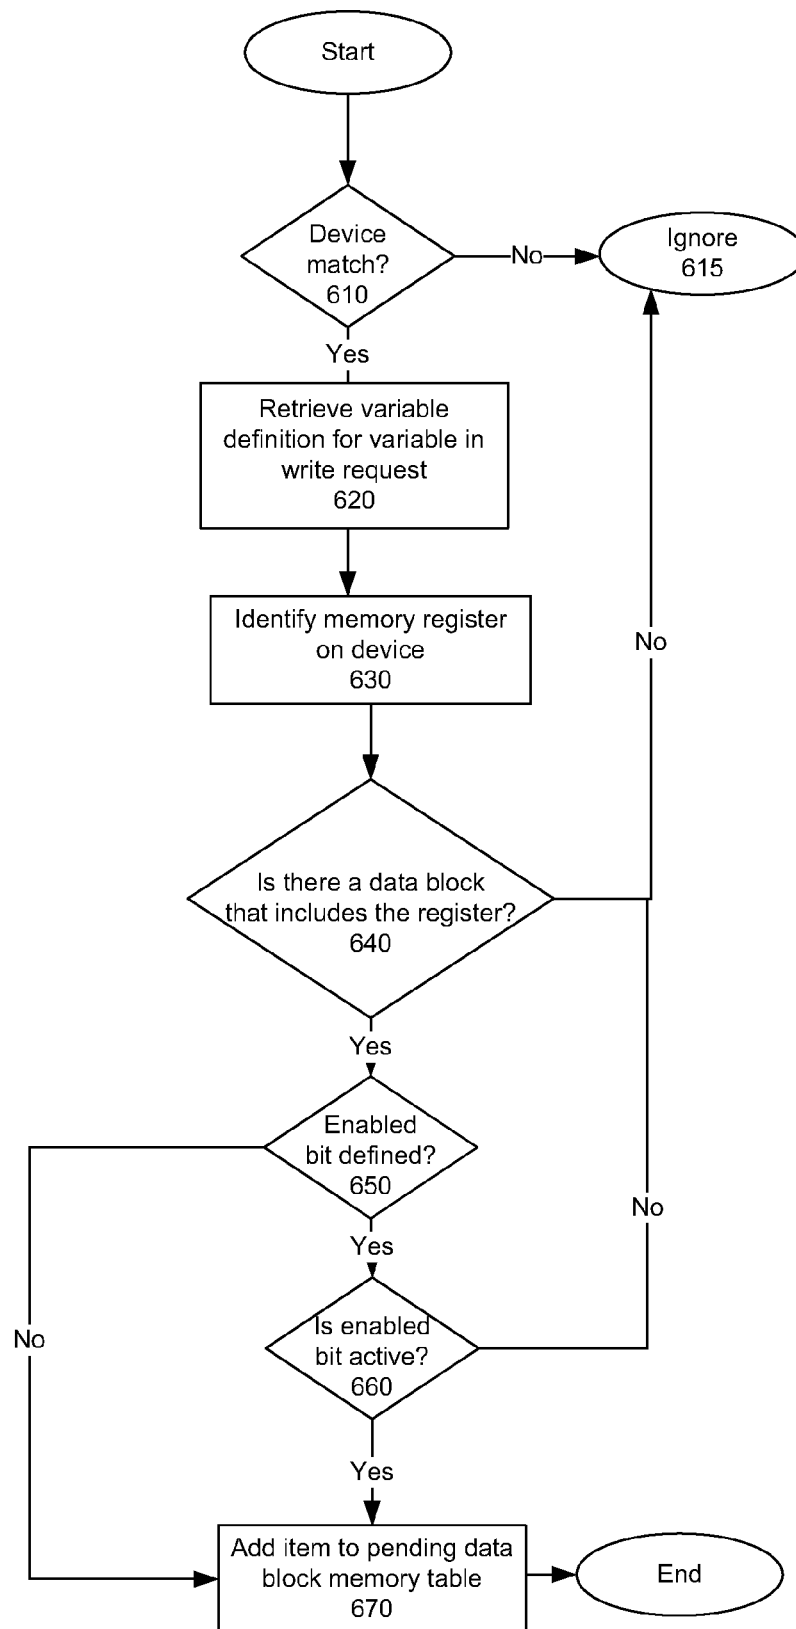 Start
Device
match?
610
No
Ignore
615
Yes
Retrieve variable
definition for variable in
write request
620
Identify memory register
on device
630
No
Is there a data block
that includes the register?
640
Yes
Enabled
bit defined?
650
No
Yes
No
Is enabled
bit active?
660
Yes
Add item to pending data
block memory table
670
End